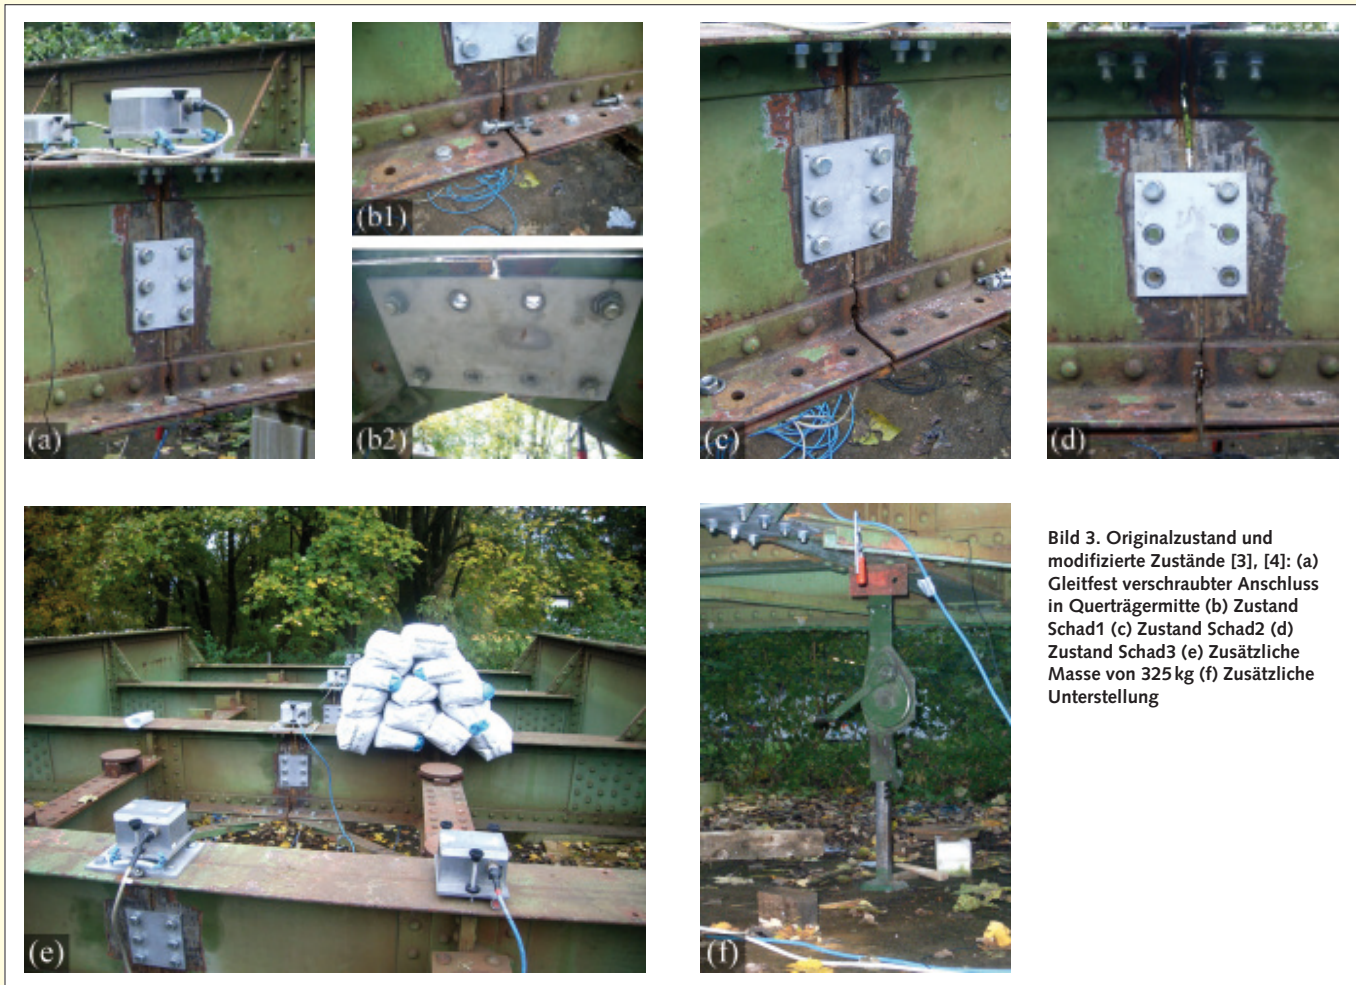 (a)
(b1)
(b2)
(c)
(d)
(e)
(f)
Bild 3. Originalzustand und
modifizierte Zustände [3], [4]: (a)
Gleitfest verschraubter Anschluss
in Querträgermitte (b) Zustand
Schad1 (c) Zustand Schad2 (d)
Zustand Schad3 (e) Zusätzliche
Masse von 325 kg (f) Zusätzliche
Unterstellung